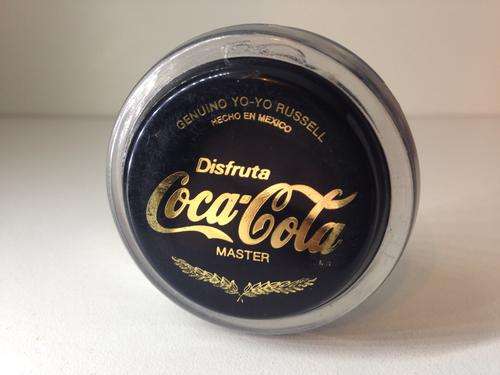 GENUINO YO-YO RUSSELL
HECHO EN MEXICO
Disfruta
Coca-Cola
MASTER